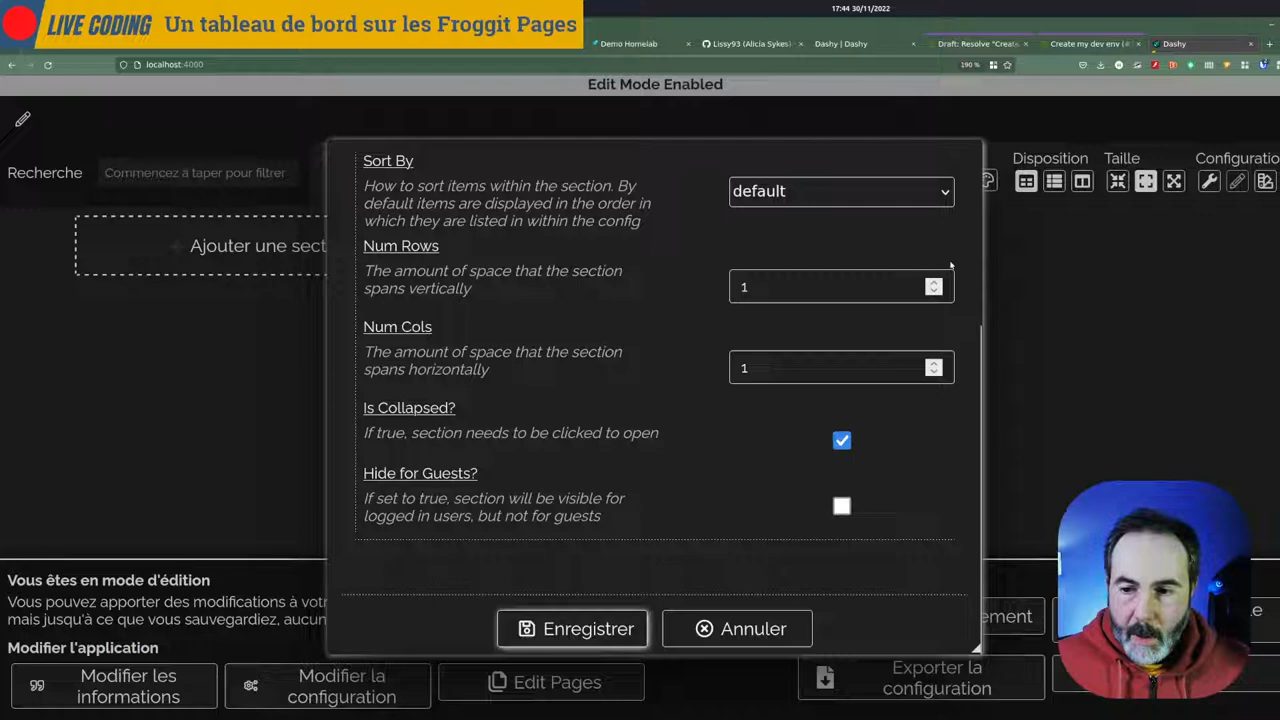 17:44 30/11/2022
LIVE CODING Un tableau de bord sur les Froggit Pages
Demo Homelab
Lissy93 (Alicia Sykes)
Dashy | Dashy
Draft: Resolve "Create
Create my dev env (#
Dashy
localhost:4000
190 %
Edit Mode Enabled
Recherche
Commencez à taper pour filtrer
Disposition
Taille
Configuratio
Ajouter une sect
Sort By
How to sort items within the section. By
default items are displayed in the order in
which they are listed in within the config
default
Num Rows
The amount of space that the section
spans vertically
1
Num Cols
The amount of space that the section
spans horizontally
1
Is Collapsed?
If true, section needs to be clicked to open
Hide for Guests?
If set to true, section will be visible for
logged in users, but not for guests
Enregistrer
Annuler
Vous êtes en mode d'édition
Vous pouvez apporter des modifications à votr
mais jusqu'à ce que vous sauvegardiez, aucun
Modifier l'application
Modifier les
informations
Modifier la
configuration
Edit Pages
ement
le
Exporter la
configuration